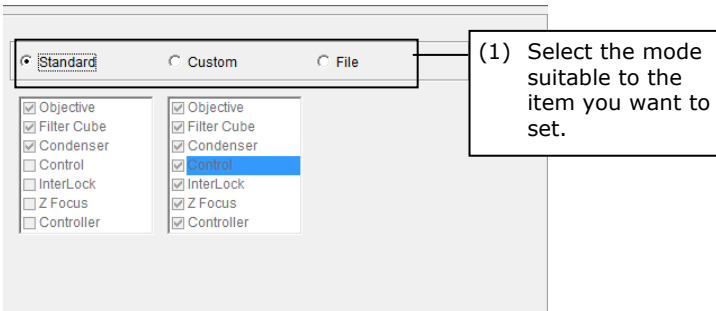 Standard Custom File
(1) Select the mode
suitable to the
item you want to
set.
Objective Objective
Filter Cube Filter Cube
Condenser Condenser
Control Control
InterLock InterLock
Z Focus Z Focus
Controller Controller